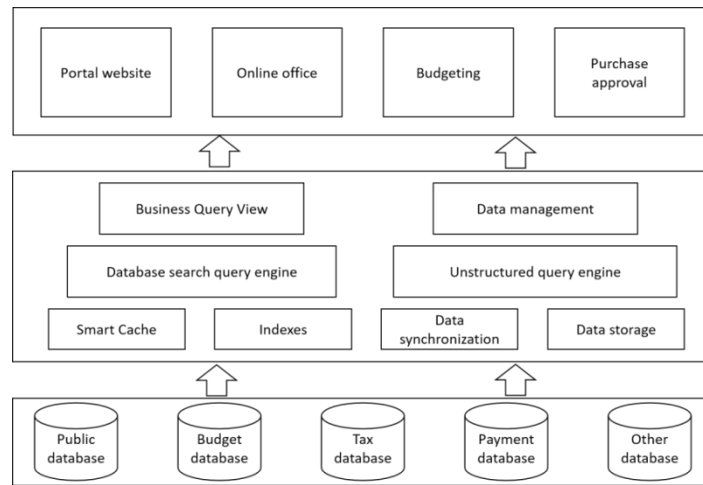 Portal website
Online office
Budgeting
Purchase
approval
Business Query View
Data management
Database search query engine
Unstructured query engine
Smart Cache
Indexes
Data
synchronization
Data storage
Public
database
Budget
database
Tax
database
Payment
database
Other
database